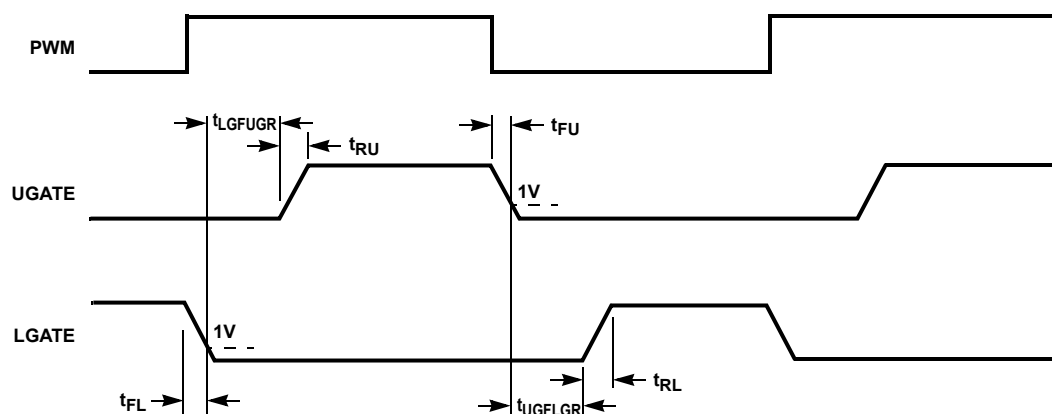 PWM
tLGFUGR
tFU
tRU
1V
UGATE
1V
LGATE
tRL
tFL
tUGFLGR